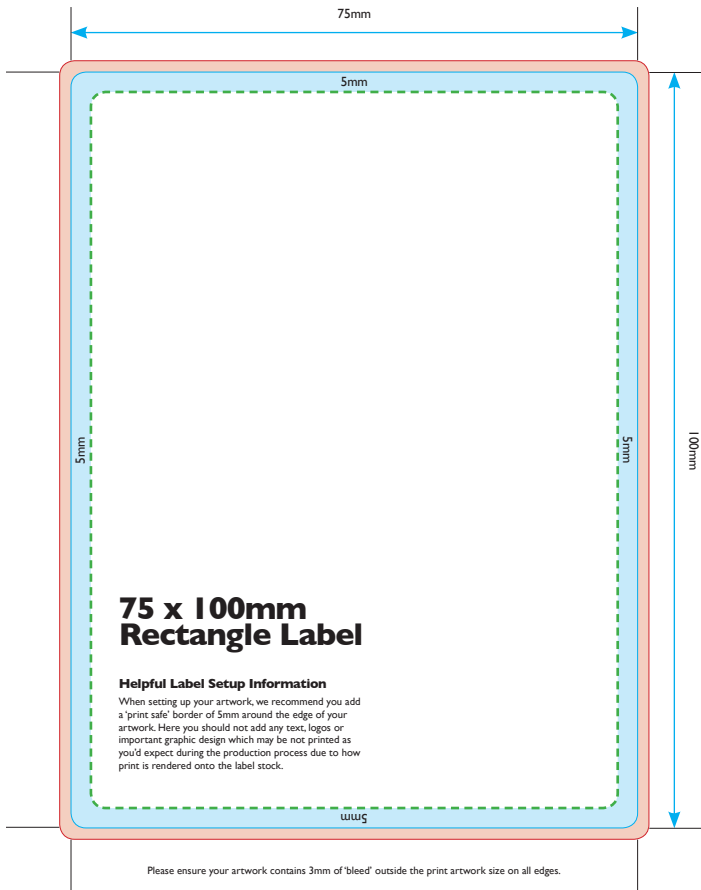 75mm
5mm
5mm
5mm
100mm
75 x 100mm
Rectangle Label
Helpful Label Setup Information
When setting up your artwork, we recommend you add
a ‘print safe’ border of 5mm around the edge of your
artwork. Here you should not add any text, logos or
important graphic design which may be not printed as
you’d expect during the production process due to how
print is rendered onto the label stock.
5mm
Please ensure your artwork contains 3mm of ‘bleed’ outside the print artwork size on all edges.